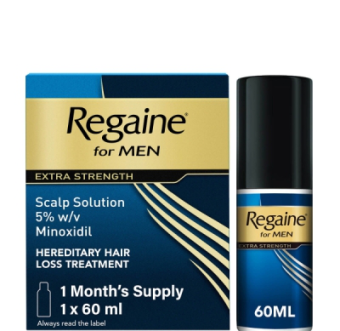 Regaine®
for MEN
EXTRA STRENGTH
Scalp Solution
5% w/v
Minoxidil
HEREDITARY HAIR
LOSS TREATMENT
1 Month's Supply
1 x 60 ml
Always read the label
Regaine
for MEN
EXTRA STRENGTH
60ML